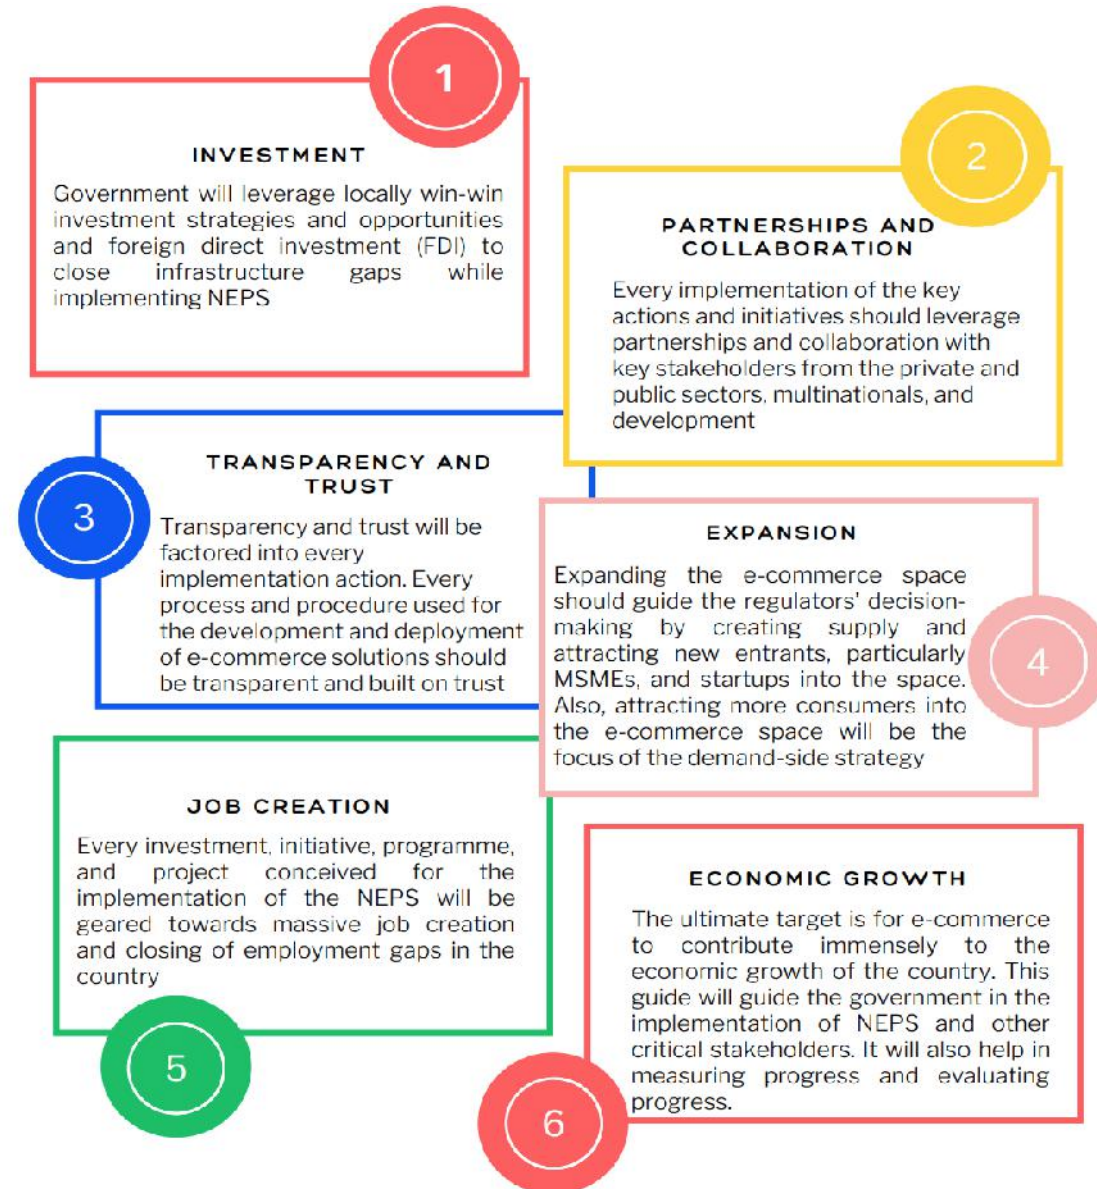 1
INVESTMENT
Government will leverage locally win-win
investment strategies and opportunities
and foreign direct investment (FDI) to
close infrastructure gaps while
implementing NEPS
2
PARTNERSHIPS AND
COLLABORATION
Every implementation of the key
actions and initiatives should leverage
partnerships and collaboration with
key stakeholders from the private and
public sectors, multinationals, and
development
3
TRANSPARENCY AND
TRUST
Transparency and trust will be
factored into every
implementation action. Every
process and procedure used for
the development and deployment
of e-commerce solutions should
be transparent and built on trust
4
EXPANSION
Expanding the e-commerce space
should guide the regulators' decision-
making by creating supply and
attracting new entrants, particularly
MSMEs, and startups into the space.
Also, attracting more consumers into
the e-commerce space will be the
focus of the demand-side strategy
JOB CREATION
Every investment, initiative, programme,
and project conceived for the
implementation of the NEPS will be
geared towards massive job creation
and closing of employment gaps in the
country
5
ECONOMIC GROWTH
The ultimate target is for e-commerce
to contribute immensely to the
economic growth of the country. This
guide will guide the government in the
implementation of NEPS and other
critical stakeholders. It will also help in
measuring progress and evaluating
progress.
6